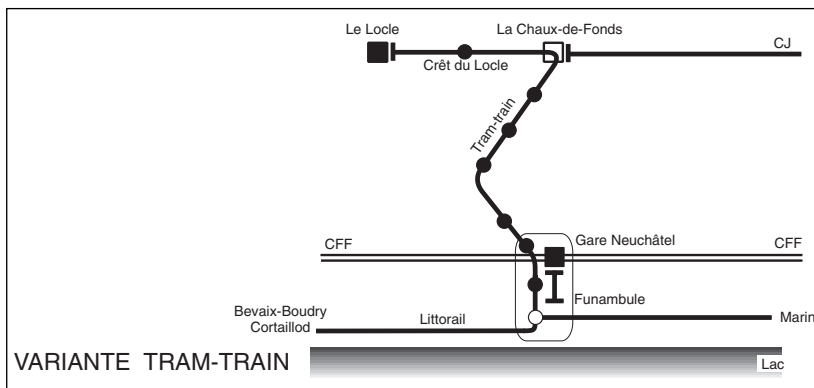 Le Locle
La Chaux-de-Fonds
CJ
Crêt du Locle
Tram-train
Gare Neuchâtel
CFF
CFF
Funambule
Bevaix-Boudry
Cortaillod
Littorail
Marin
VARIANTE TRAM-TRAIN
Lac